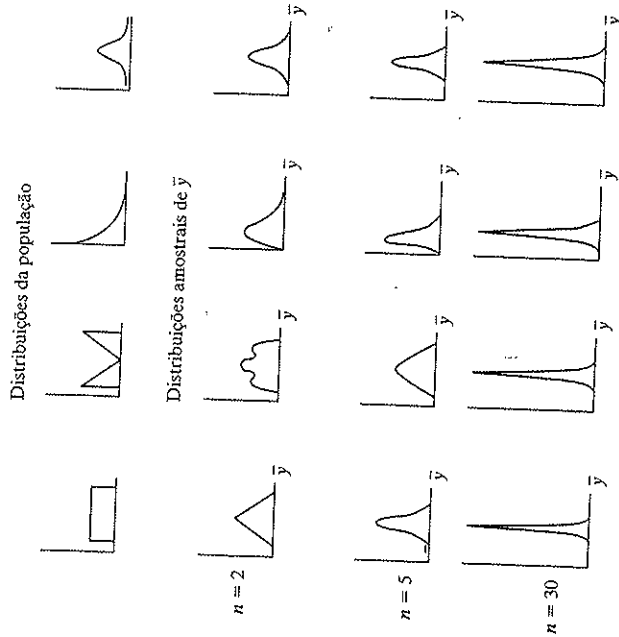 Distribuições da população
Distribuições amostrais de ȳ
n = 2
ȳ
ȳ
ȳ
ȳ
n = 5
ȳ
ȳ
ȳ
ȳ
n = 30
ȳ
ȳ
ȳ
ȳ